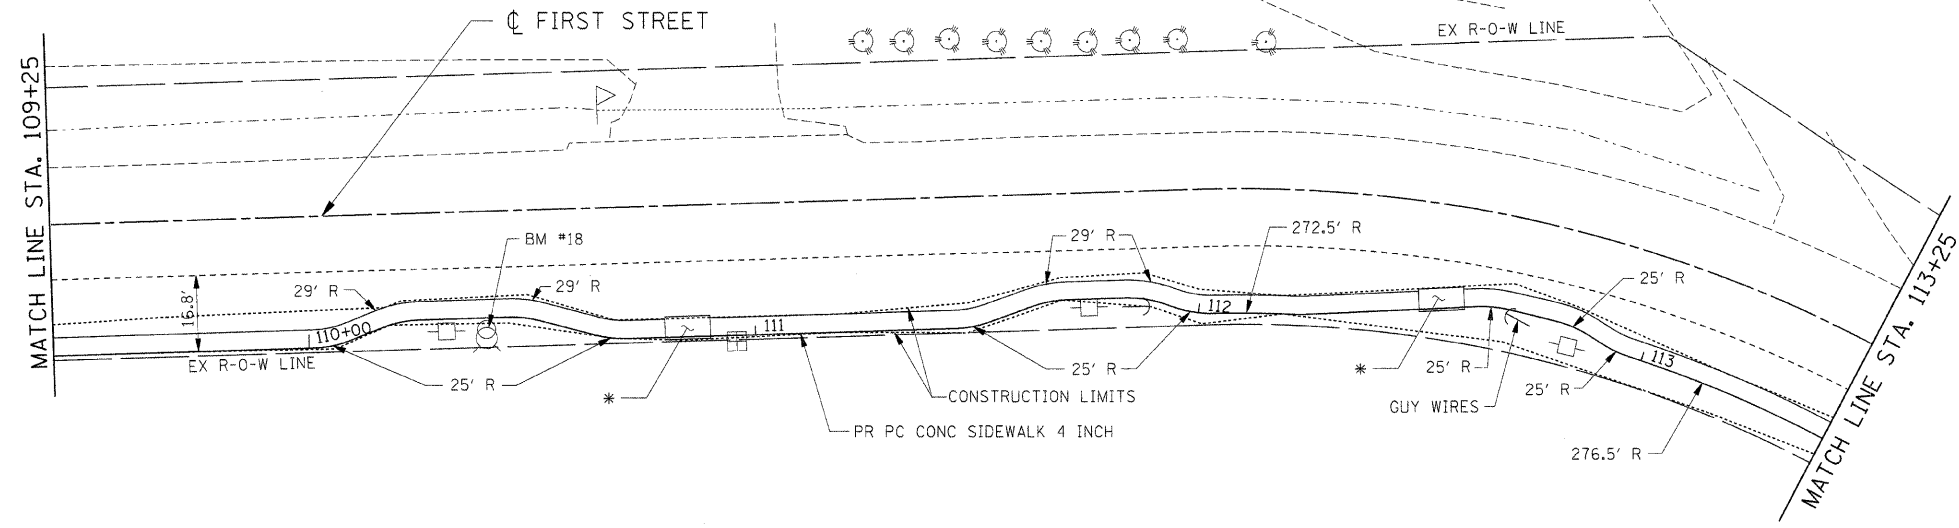 ℄ FIRST STREET
EX R-O-W LINE
MATCH LINE STA. 109+25
BM #18
29' R
29' R
29' R
272.5' R
25' R
16.8'
110+00
111
112
113
EX R-O-W LINE
25' R
*
25' R
*
25' R
25' R
CONSTRUCTION LIMITS
GUY WIRES
PR PC CONC SIDEWALK 4 INCH
276.5' R
MATCH LINE STA. 113+25